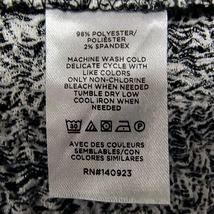 98% POLYESTER/
POLIÉSTER
2% SPANDEX
MACHINE WASH COLD
DELICATE CYCLE WITH
LIKE COLORS
ONLY NON-CHLORINE
BLEACH WHEN NEEDED
TUMBLE DRY LOW
COOL IRON WHEN
NEEDED
30
AVEC DES COULEURS
SEMBLABLES/CON
COLORES SIMILARES
RN#140923